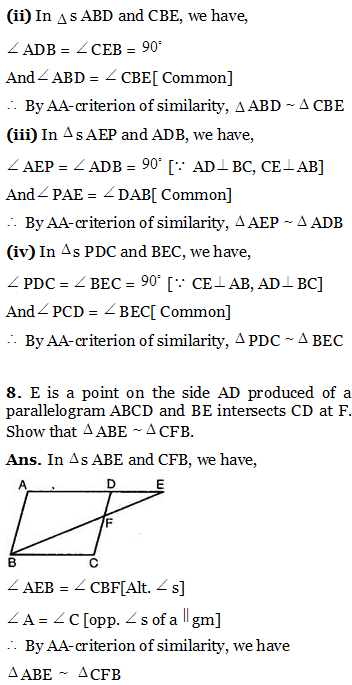 (ii) In △s ABD and CBE, we have,
∠ ADB = ∠ CEB = 90°
And∠ ABD = ∠ CBE[ Common]
∴ By AA-criterion of similarity, △ ABD ~ △ CBE
(iii) In △s AEP and ADB, we have,
∠ AEP = ∠ ADB = 90° [∵ AD⊥BC, CE⊥AB]
And∠ PAE = ∠ DAB[ Common]
∴ By AA-criterion of similarity, △ AEP ~ △ ADB
(iv) In △s PDC and BEC, we have,
∠ PDC = ∠ BEC = 90° [∵ CE⊥AB, AD⊥BC]
And∠ PCD = ∠ BEC[ Common]
∴ By AA-criterion of similarity, △ PDC ~ △ BEC
8. E is a point on the side AD produced of a
parallelogram ABCD and BE intersects CD at F.
Show that △ ABE ~ △ CFB.
Ans. In △s ABE and CFB, we have,
A D E
F
B C
∠ AEB = ∠ CBF[Alt. ∠s]
∠ A = ∠ C [opp. ∠s of a ∥gm]
∴ By AA-criterion of similarity, we have
△ ABE ~ △CFB